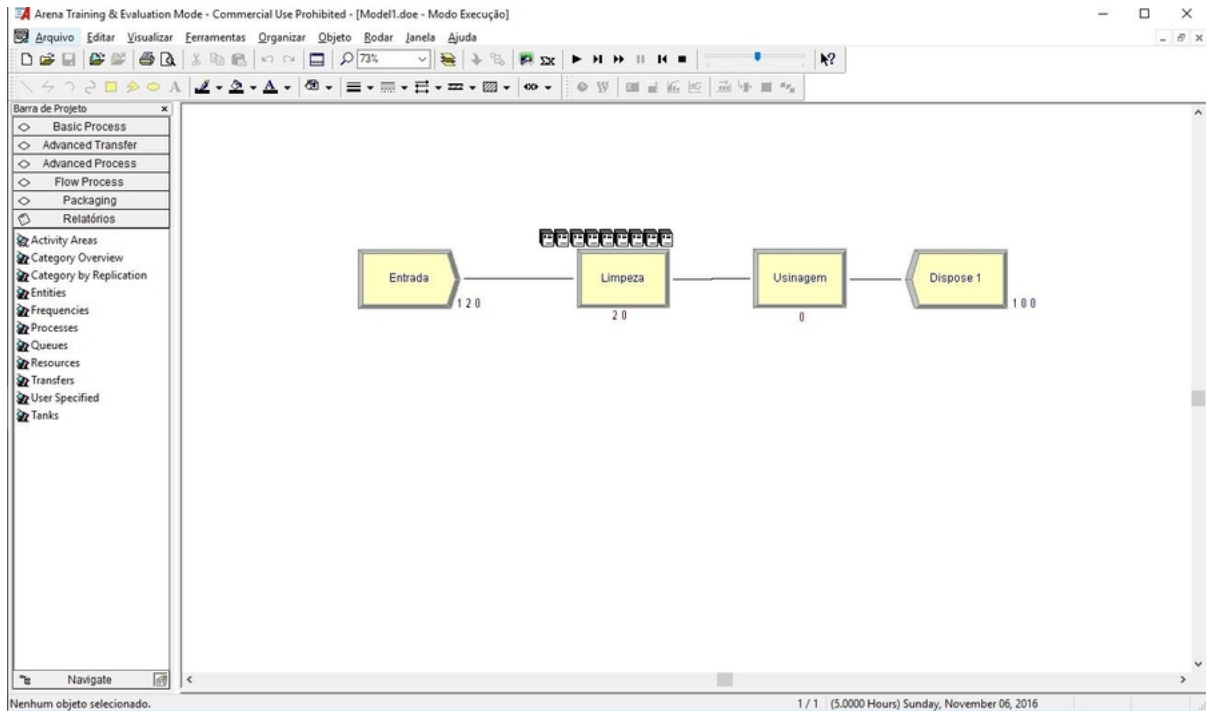 Arena Training & Evaluation Mode - Commercial Use Prohibited - [Model1.doe - Modo Execução]
Arquivo Editar Visualizar Ferramentas Organizar Objeto Rodar Janela Ajuda
73%
Barra de Projeto
Basic Process
Advanced Transfer
Advanced Process
Flow Process
Packaging
Relatórios
Activity Areas
Category Overview
Category by Replication
Entities
Frequencies
Processes
Queues
Resources
Transfers
User Specified
Tanks
Navigate
Entrada
120
Limpeza
20
Usinagem
0
Dispose 1
100
Nenhum objeto selecionado.
1 / 1 (5.0000 Hours) Sunday, November 06, 2016